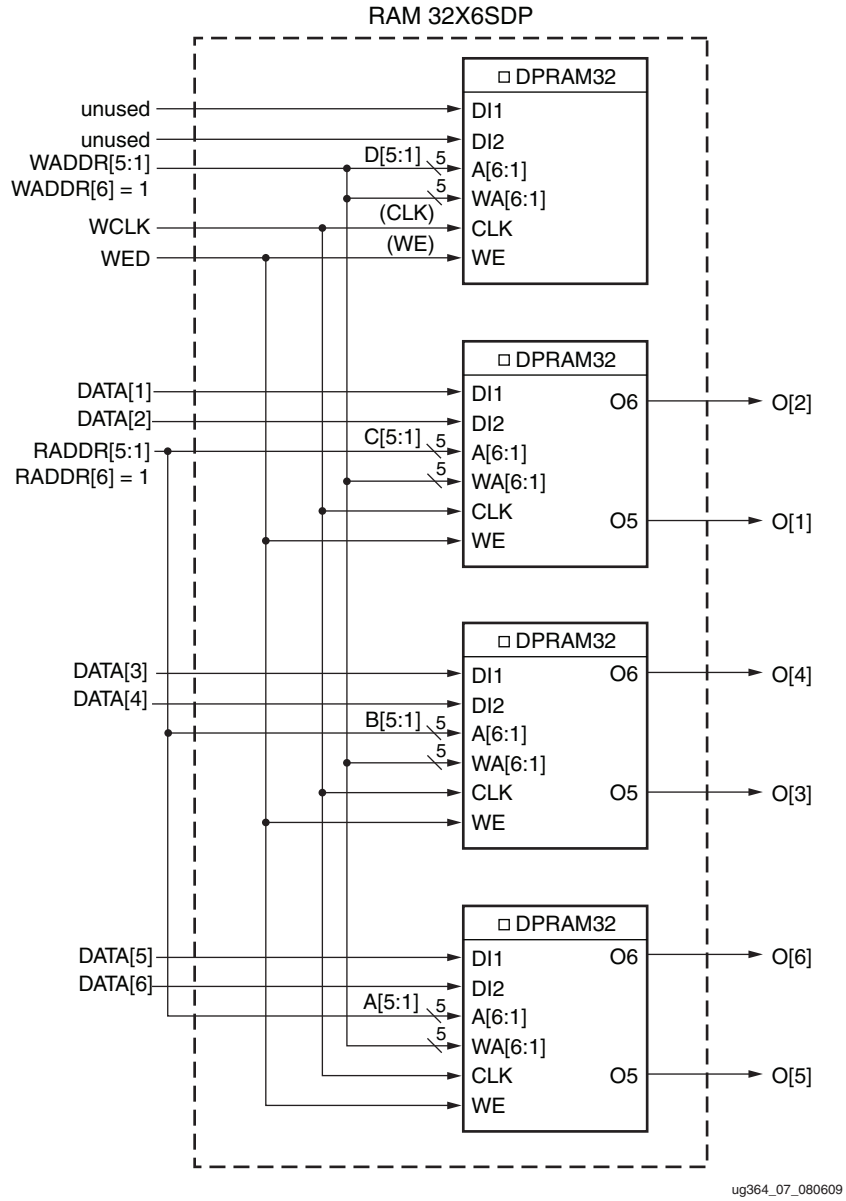 RAM 32X6SDP
DPRAM32
unused
DI1
unused
DI2
WADDR[5:1]
D[5:1]
5
A[6:1]
WADDR[6] = 1
5
WA[6:1]
WCLK
(CLK)
CLK
WED
(WE)
WE
DPRAM32
DATA[1]
DI1
O6
O[2]
DATA[2]
DI2
RADDR[5:1]
C[5:1]
5
A[6:1]
RADDR[6] = 1
5
WA[6:1]
CLK
O5
O[1]
WE
DPRAM32
DATA[3]
DI1
O6
O[4]
DATA[4]
DI2
B[5:1]
5
A[6:1]
5
WA[6:1]
CLK
O5
O[3]
WE
DPRAM32
DATA[5]
DI1
O6
O[6]
DATA[6]
DI2
A[5:1]
5
A[6:1]
5
WA[6:1]
CLK
O5
O[5]
WE
ug364_07_080609